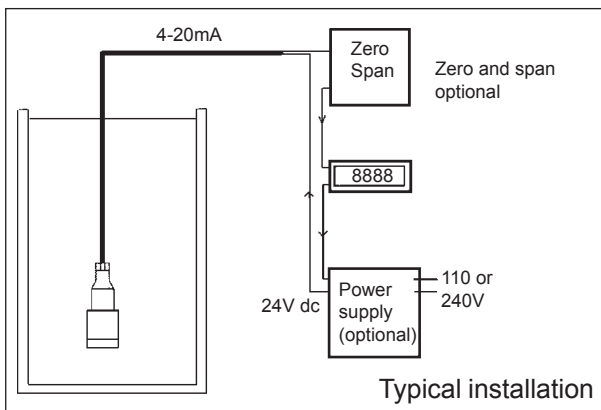 4-20mA
Zero
Span
Zero and span
optional
8888
24V dc
Power
supply
(optional)
110 or
240V
Typical installation